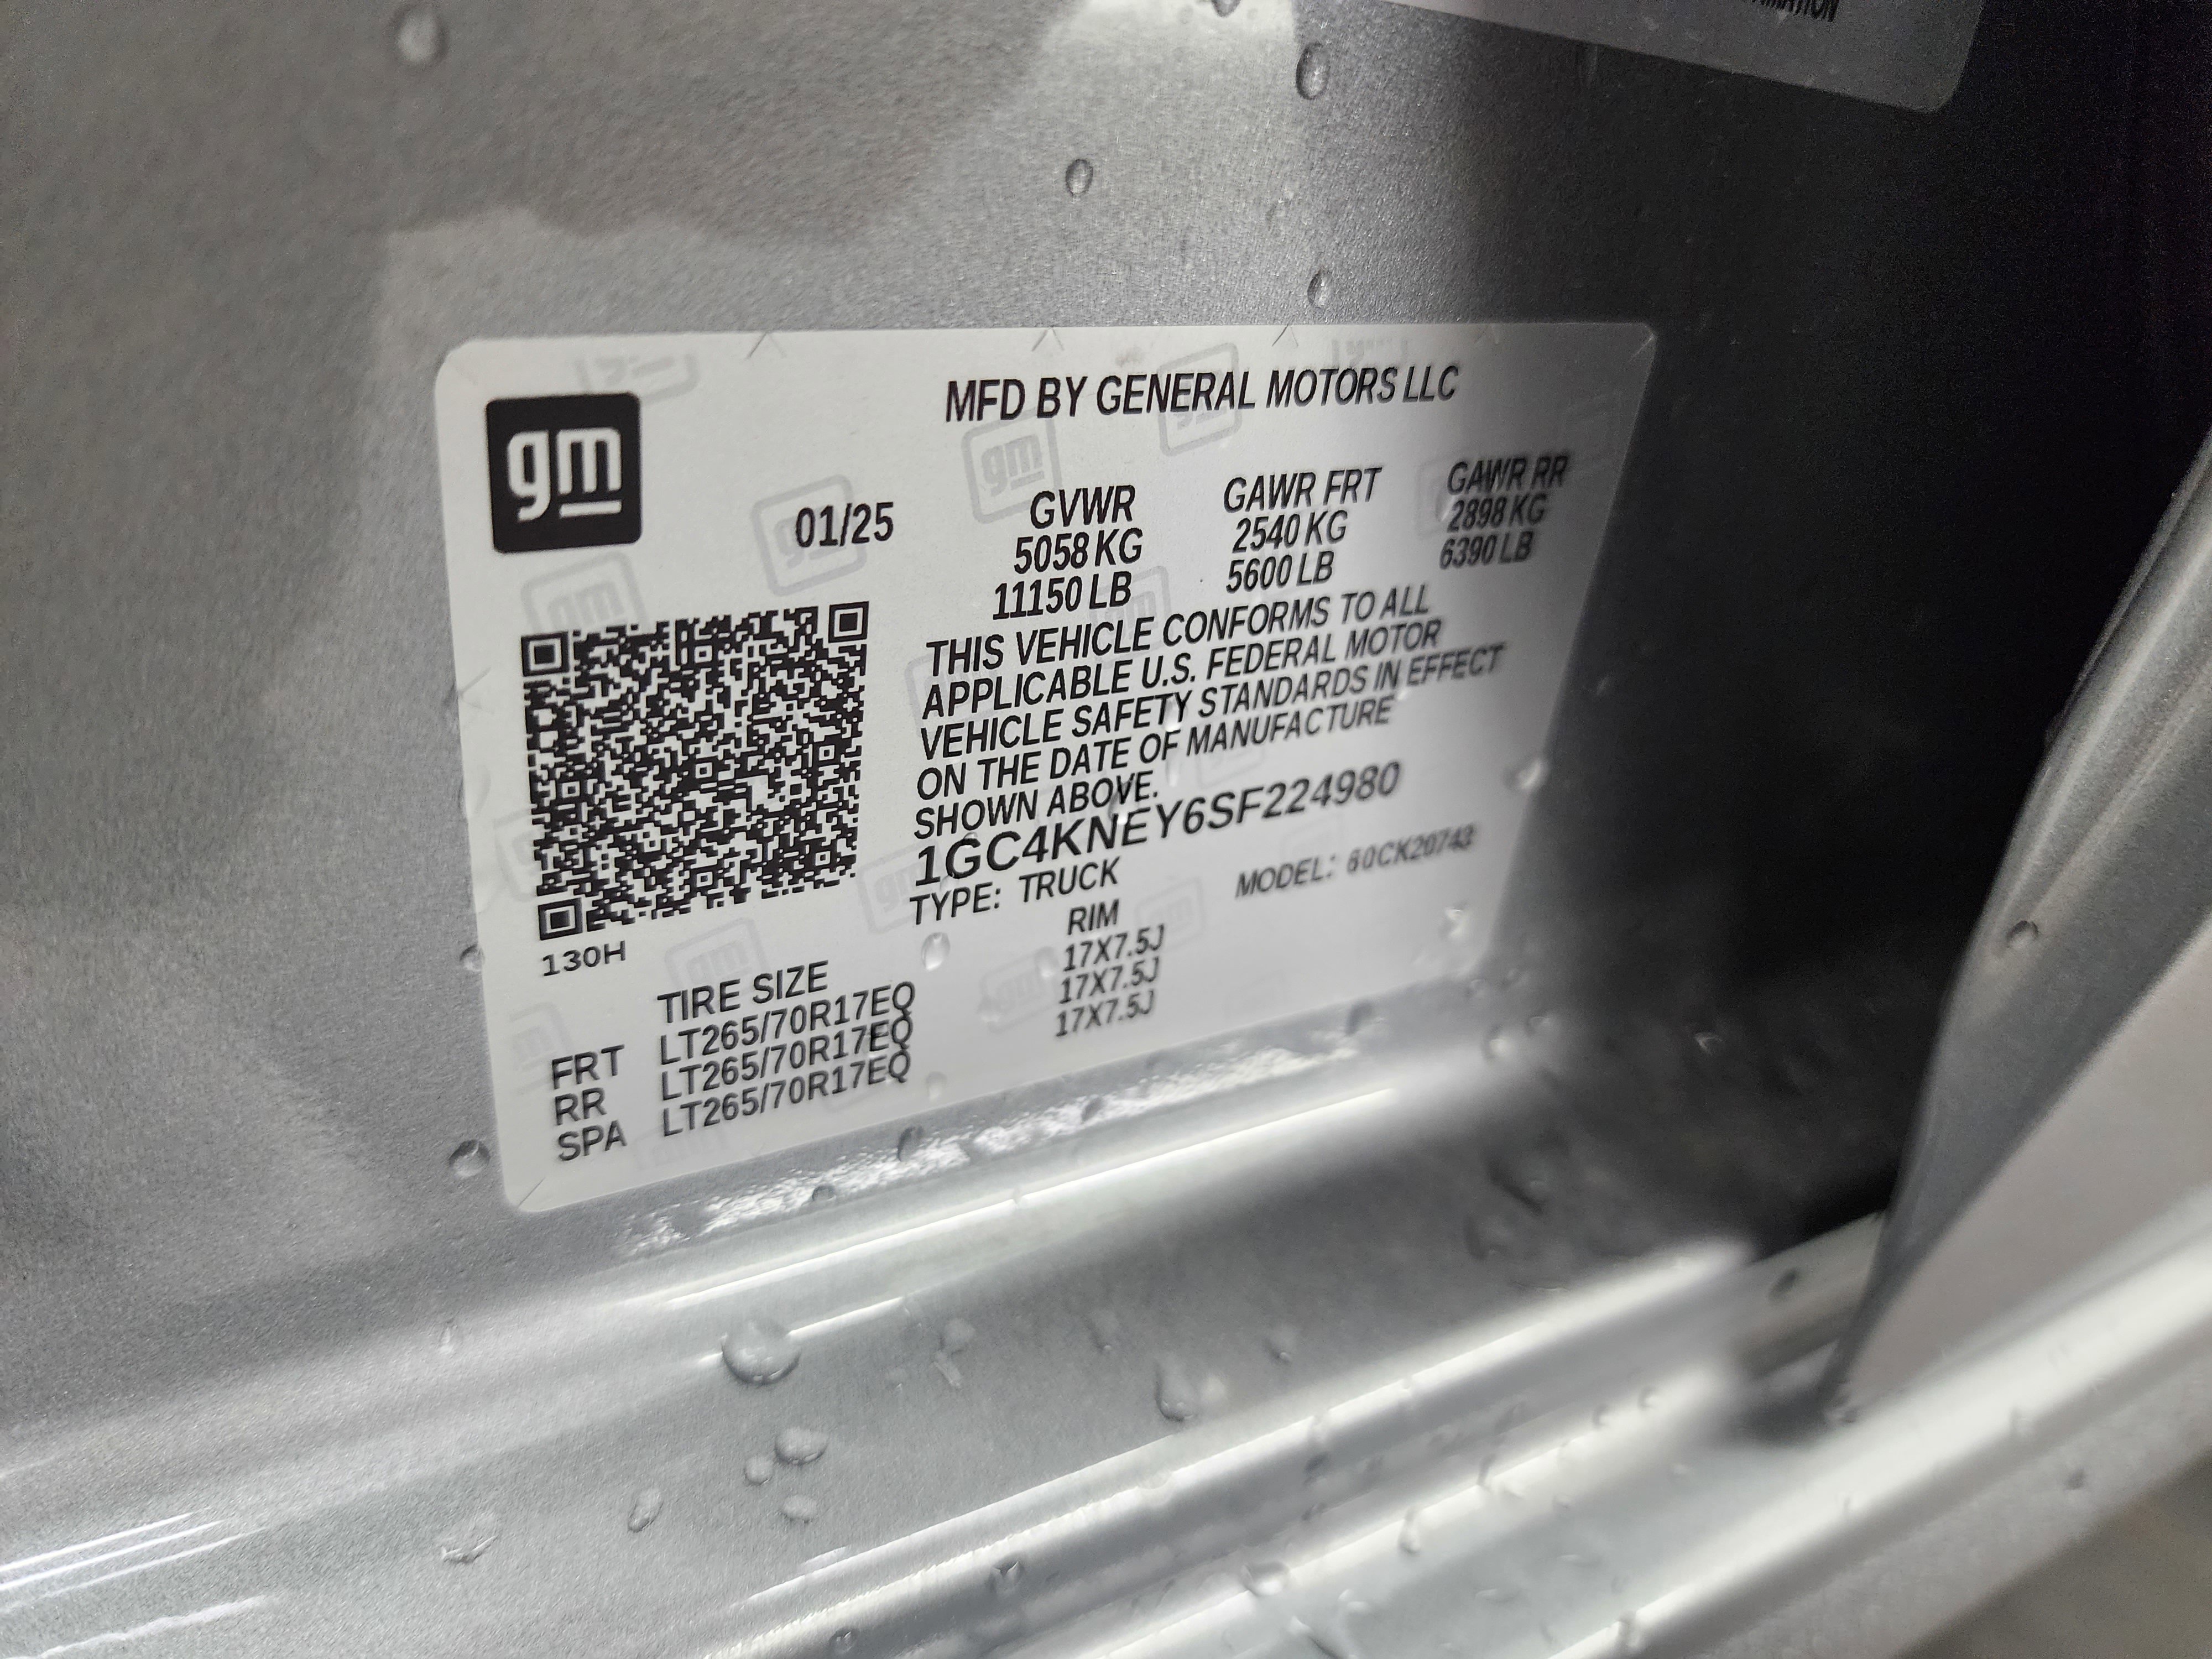 gm
MFD BY GENERAL MOTORS LLC
01/25
GVWR GAWR FRT GAWR RR
5058 KG 2540 KG 2898 KG
11150 LB 5600 LB 6390 LB
THIS VEHICLE CONFORMS TO ALL
APPLICABLE U.S. FEDERAL MOTOR
VEHICLE SAFETY STANDARDS IN EFFECT
ON THE DATE OF MANUFACTURE
SHOWN ABOVE.
1GC4KNEY6SF224980
TYPE: TRUCK MODEL: 60CK20743
130H
TIRE SIZE RIM
FRT LT265/70R17EQ 17X7.5J
RR LT265/70R17EQ 17X7.5J
SPA LT265/70R17EQ 17X7.5J